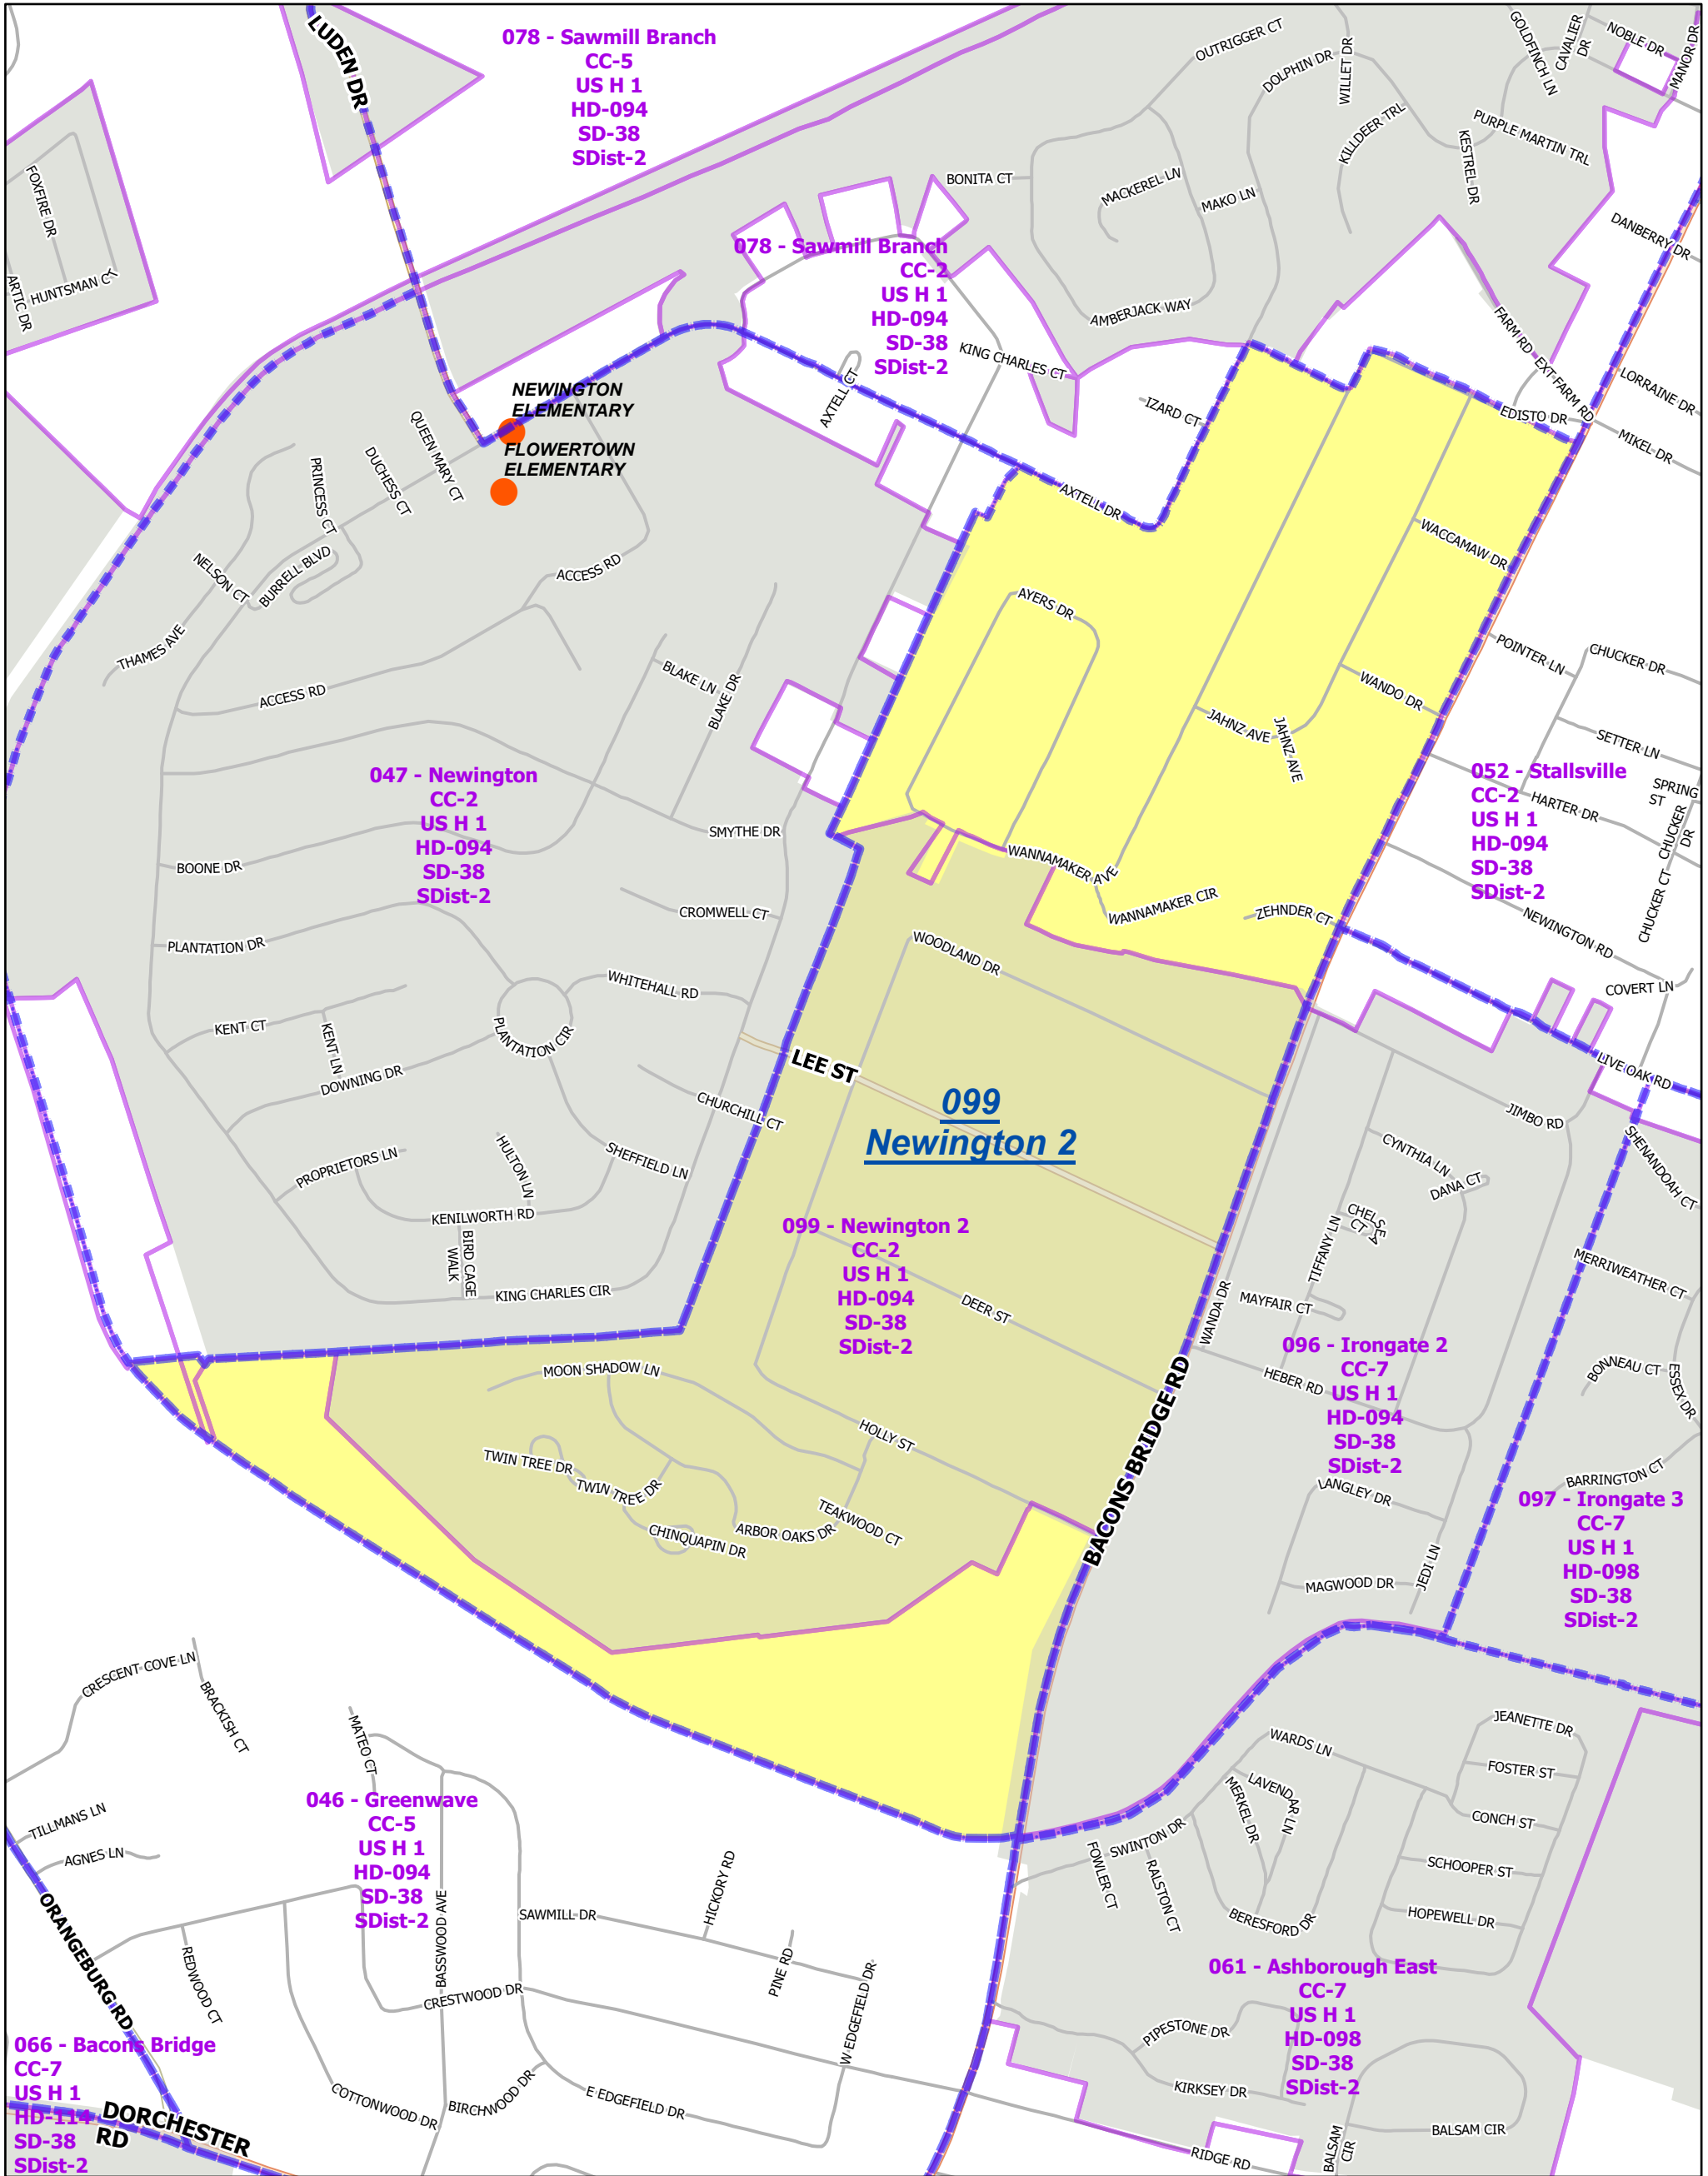 LUDEN DR
078 - Sawmill Branch
CC-5
US H 1
HD-094
SD-38
SDist-2
OUTRIGGER CT
DOLPHIN DR
WILLET DR
GOLDFINCH LN
CAVALIER
DR
NOBLE DR
MANOR DR
KILLDEER TRL
PURPLE MARTIN TRL
KESTREL DR
FOXFIRE DR
HUNTSMAN CT
ARTIC DR
BONITA CT
MACKEREL LN
MAKO LN
AMBERJACK WAY
DANBERRY DR
078 - Sawmill Branch
CC-2
US H 1
HD-094
SD-38
SDist-2
KING CHARLES CT
AXTELL CT
IZARD CT
FARM RD
EXT FARM RD
EDISTO DR
LORRAINE DR
MIKEL DR
NEWINGTON
ELEMENTARY
FLOWERTOWN
ELEMENTARY
QUEEN MARY CT
DUCHESS CT
PRINCESS CT
NELSON CT
BURRELL BLVD
THAMES AVE
ACCESS RD
ACCESS RD
AXTELL DR
WACCAMAW DR
AYERS DR
BLAKE LN
BLAKE DR
WANDO DR
JAHNZ AVE
JAHNZ AVE
POINTER LN
CHUCKER DR
SETTER LN
SPRING
ST
HARTER DR
CHUCKER
DR
CHUCKER CT
NEWINGTON RD
COVERT LN
052 - Stallsville
CC-2
US H 1
HD-094
SD-38
SDist-2
047 - Newington
CC-2
US H 1
HD-094
SD-38
SDist-2
SMYTHE DR
BOONE DR
CROMWELL CT
PLANTATION DR
WHITEHALL RD
KENT CT
KENT LN
PLANTATION CIR
DOWNING DR
CHURCHILL CT
SHEFFIELD LN
HULTON LN
PROPRIETORS LN
KENILWORTH RD
BIRD CAGE
WALK
KING CHARLES CIR
WANNAMAKER AVE
WANNAMAKER CIR
ZEHNDER CT
WOODLAND DR
LEE ST
099
Newington 2
099 - Newington 2
CC-2
US H 1
HD-094
SD-38
SDist-2
DEER ST
LIVE OAK RD
JIMBO RD
SHENANDOAH CT
CYNTHIA LN
DANA CT
CHELSEA
CT
TIFFANY LN
MAYFAIR CT
WANDA DR
HEBER RD
MERRIWEATHER CT
BONNEAU CT
ESSEX DR
BARRINGTON CT
096 - Irongate 2
CC-7
US H 1
HD-094
SD-38
SDist-2
LANGLEY DR
MAGWOOD DR
JEDI LN
097 - Irongate 3
CC-7
US H 1
HD-098
SD-38
SDist-2
BACONS BRIDGE RD
MOON SHADOW LN
HOLLY ST
TWIN TREE DR
TWIN TREE DR
TEAKWOOD CT
ARBOR OAKS DR
CHINQUAPIN DR
CRESCENT COVE LN
BRACKISH CT
MATEO CT
046 - Greenwave
CC-5
US H 1
HD-094
SD-38
SDist-2
TILLMANS LN
AGNES LN
ORANGEBURG RD
REDWOOD CT
BASSWOOD AVE
SAWMILL DR
HICKORY RD
PINE RD
W EDGEFIELD DR
CRESTWOOD DR
COTTONWOOD DR
BIRCHWOOD DR
E EDGEFIELD DR
066 - Bacons Bridge
CC-7
US H 1
HD-114
SD-38
SDist-2
DORCHESTER
RD
JEANETTE DR
WARDS LN
FOSTER ST
LAVENDAR LN
MERKEL DR
CONCH ST
SWINTON DR
FOWLER CT
RALSTON CT
SCHOOPER ST
HOPEWELL DR
BERESFORD DR
061 - Ashborough East
CC-7
US H 1
HD-098
SD-38
SDist-2
PIPESTONE DR
KIRKSEY DR
RIDGE RD
BALSAM
CIR
BALSAM CIR